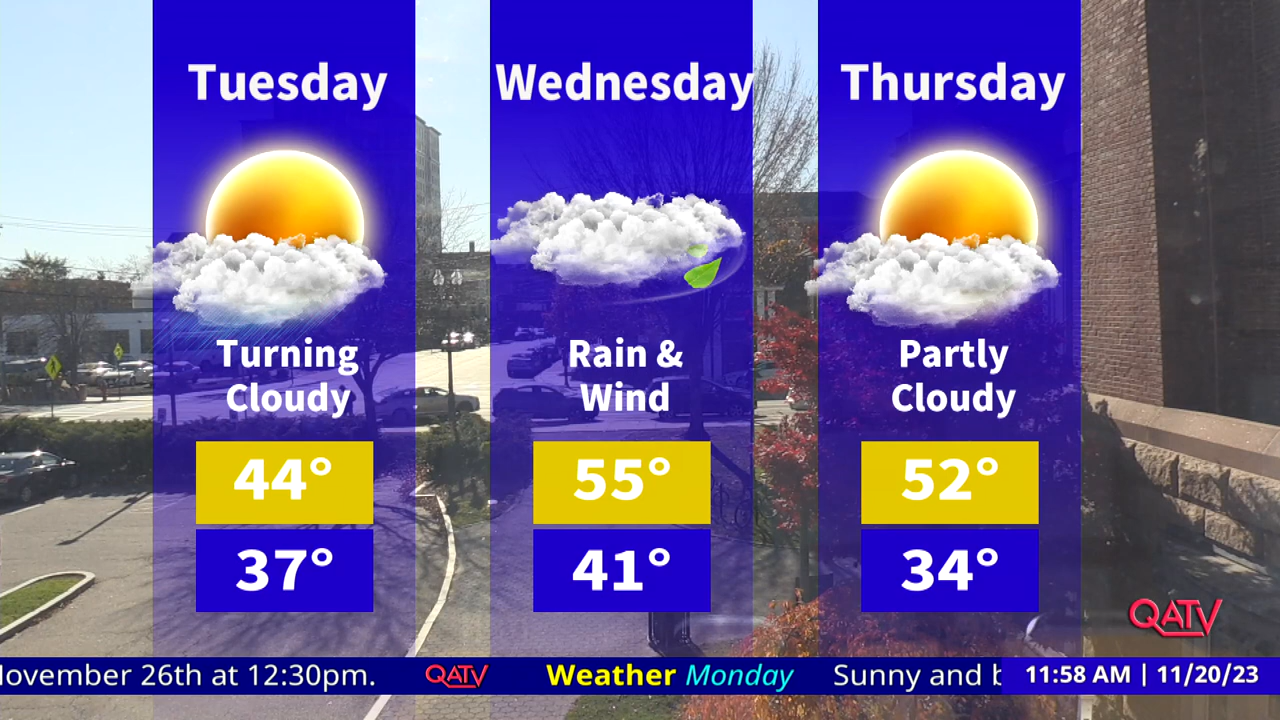 Tuesday
Turning
Cloudy
44°
37°
Wednesday
Rain &
Wind
55°
41°
Thursday
Partly
Cloudy
52°
34°
QATV
November 26th at 12:30pm. QATV Weather Monday Sunny and b 11:58 AM | 11/20/23